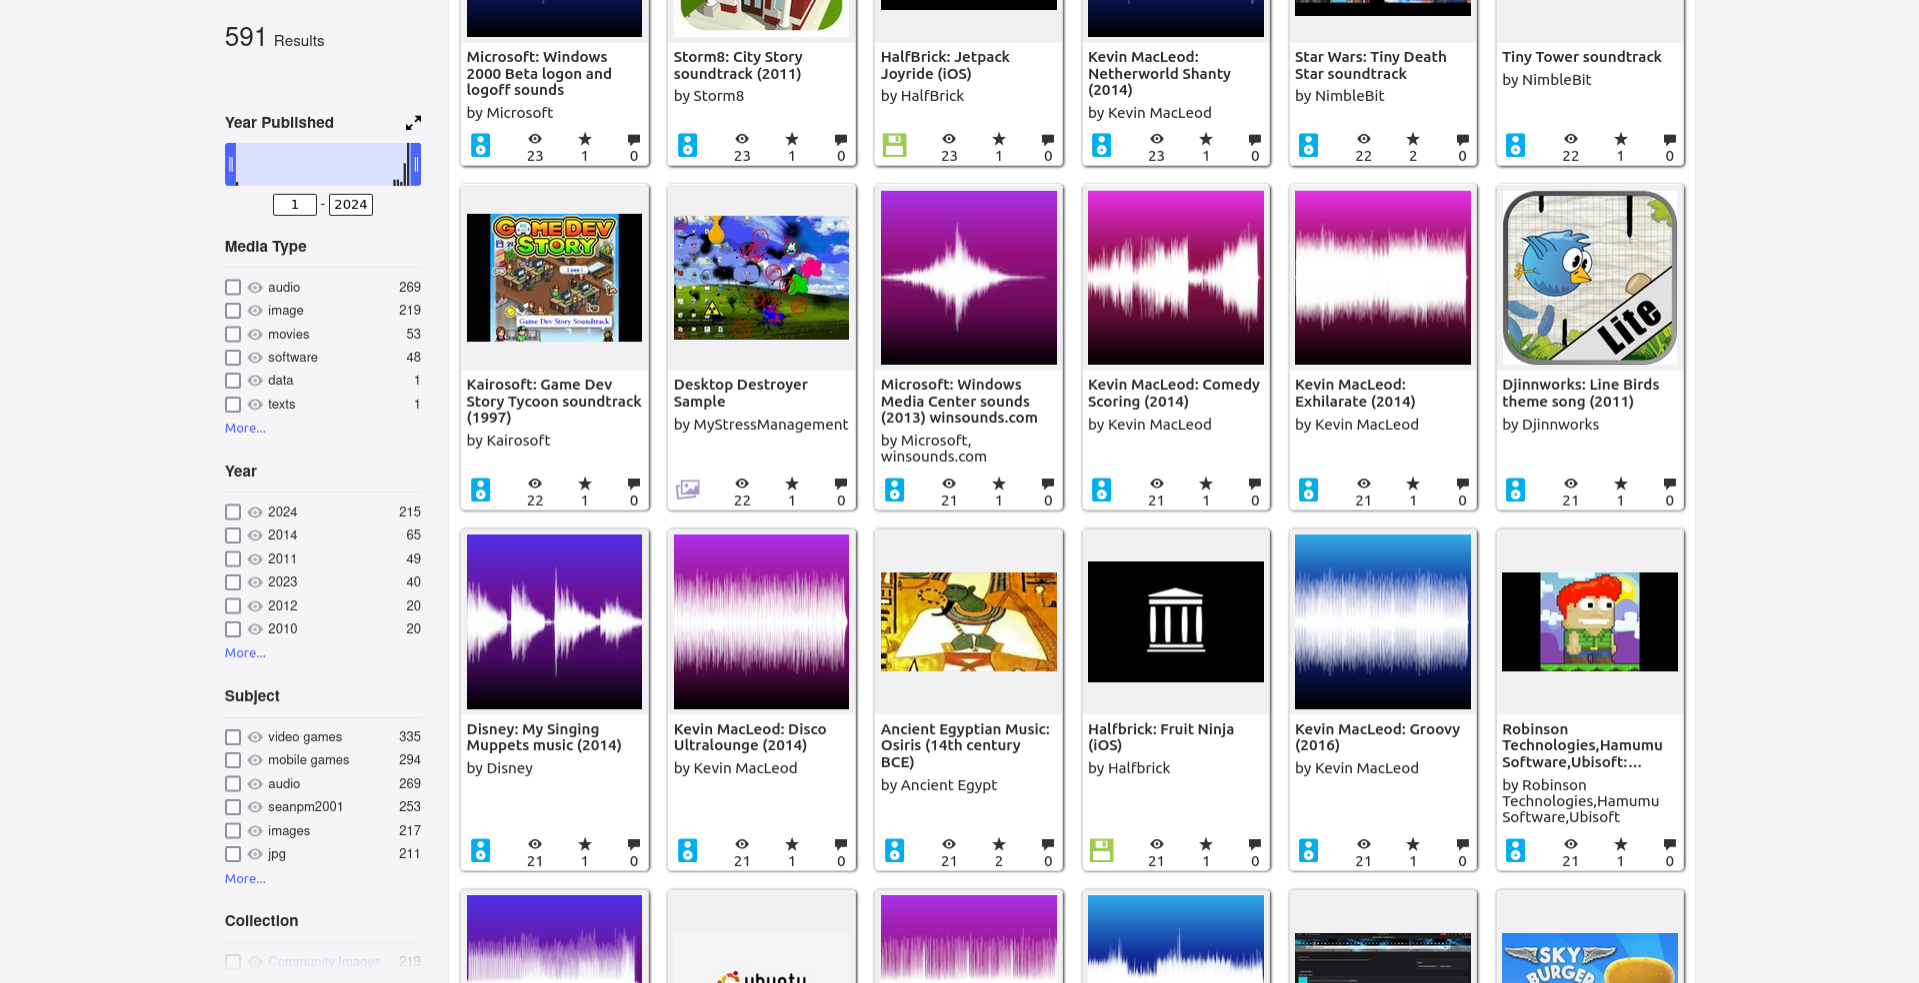 591 Results
Year Published
1 - 2024
Media Type
audio 269
image 219
movies 53
software 48
data 1
texts 1
More...
Year
2024 215
2014 65
2011 49
2023 40
2012 20
2010 20
More...
Subject
video games 335
mobile games 294
audio 269
seanpm2001 253
images 217
jpg 211
More...
Collection
Community Images 219
Microsoft: Windows
2000 Beta logon and
logoff sounds
by Microsoft
23 1 0
Storm8: City Story
soundtrack (2011)
by Storm8
23 1 0
HalfBrick: Jetpack
Joyride (iOS)
by HalfBrick
23 1 0
Kevin MacLeod:
Netherworld Shanty
(2014)
by Kevin MacLeod
23 1 0
Star Wars: Tiny Death
Star soundtrack
by NimbleBit
22 2 0
Tiny Tower soundtrack
by NimbleBit
22 1 0
GAME DEV
STORY
Game Dev Story Soundtrack
Kairosoft: Game Dev
Story Tycoon soundtrack
(1997)
by Kairosoft
22 1 0
Desktop Destroyer
Sample
by MyStressManagement
22 1 0
Microsoft: Windows
Media Center sounds
(2013) winsounds.com
by Microsoft,
winsounds.com
21 1 0
Kevin MacLeod: Comedy
Scoring (2014)
by Kevin MacLeod
21 1 0
Kevin MacLeod:
Exhilarate (2014)
by Kevin MacLeod
21 1 0
Lite
Djinnworks: Line Birds
theme song (2011)
by Djinnworks
21 1 0
Disney: My Singing
Muppets music (2014)
by Disney
21 1 0
Kevin MacLeod: Disco
Ultralounge (2014)
by Kevin MacLeod
21 1 0
Ancient Egyptian Music:
Osiris (14th century
BCE)
by Ancient Egypt
21 2 0
Halfbrick: Fruit Ninja
(iOS)
by Halfbrick
21 1 0
Kevin MacLeod: Groovy
(2016)
by Kevin MacLeod
21 1 0
Robinson
Technologies,Hamumu
Software,Ubisoft:...
by Robinson
Technologies,Hamumu
Software,Ubisoft
21 1 0
ubuntu
SKY
BURGER